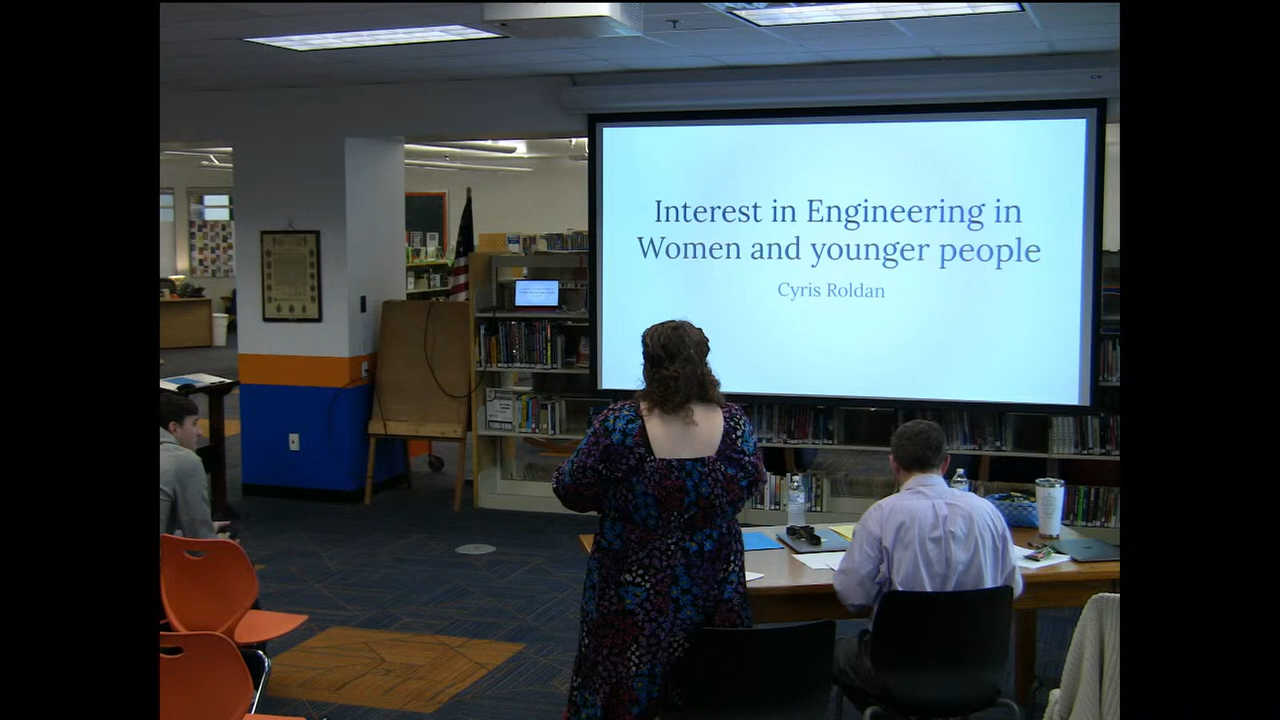 Interest in Engineering in
Women and younger people
Cyris Roldan